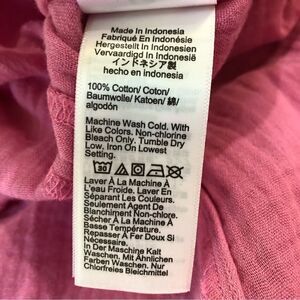 Made In Indonesia
Fabriqué En Indonésie
Hergestellt In Indonesien
Vervaardigd In Indonesië
インドネシア製
hecho en indonesia
100% Cotton/ Coton/
Baumwolle/ Katoen/ 綿/
algodón
Machine Wash Cold. With
Like Colors. Non-chlorine
Bleach Only. Tumble Dry
Low, Iron On Lowest
Setting.
30
Laver À La Machine À
L'eau Froide. Laver En
Séparant Les Couleurs.
Seulement Agent De
Blanchiment Non Chloré.
Sécher À La Machine À
Basse Température.
Repasser À Fer Doux Si
Nécessaire.
In Der Maschine Kalt
Waschen. Mit Ähnlichen
Farben Waschen. Nur
Chlorfreies Bleichmittel